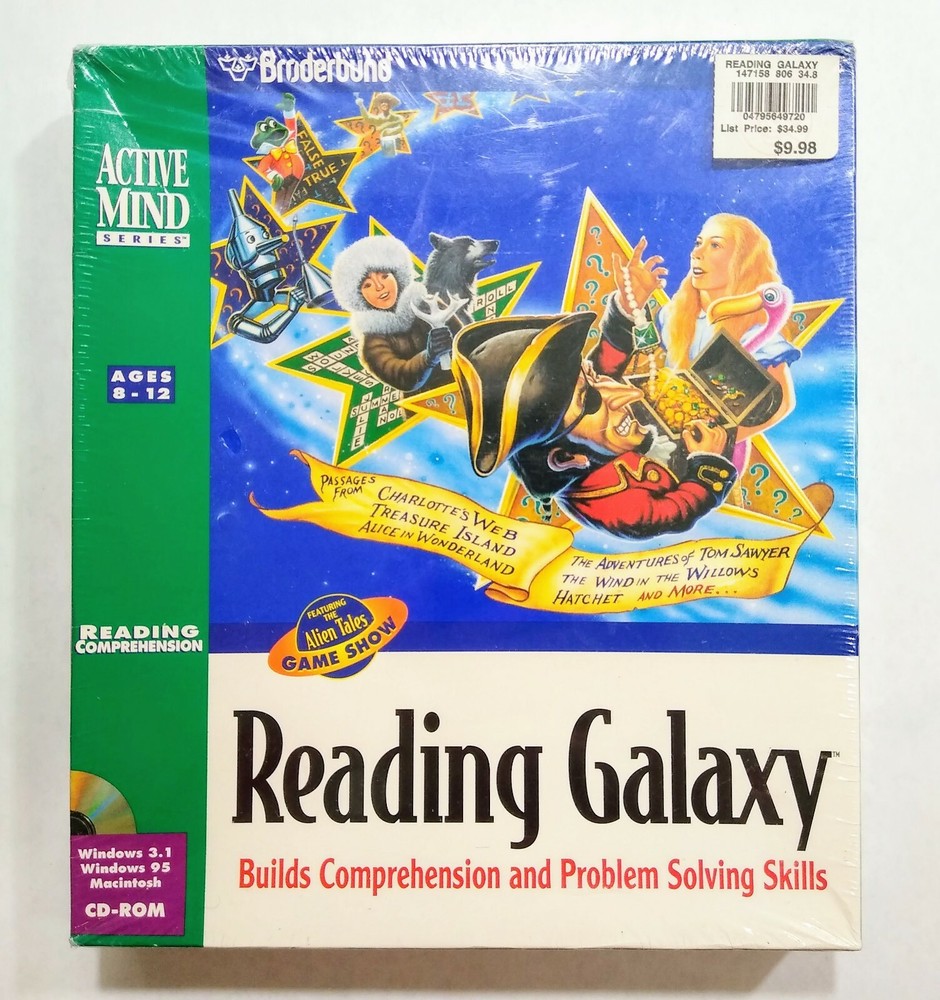 Brøderbund
READING GALAXY
147158 806 34.8
04795649720
List Price: $34.99
$9.98
ACTIVE
MIND
SERIES™
FALSE
TRUE
ROLL
AGES
8-12
PASSAGES
FROM
CHARLOTTE'S WEB
TREASURE ISLAND
ALICE IN WONDERLAND
THE ADVENTURES of TOM SAWYER
THE WIND IN THE WILLOWS
HATCHET AND MORE...
FEATURING
THE
Alien Tales
GAME SHOW
READING
COMPREHENSION
Reading Galaxy™
Builds Comprehension and Problem Solving Skills
Windows 3.1
Windows 95
Macintosh
CD-ROM